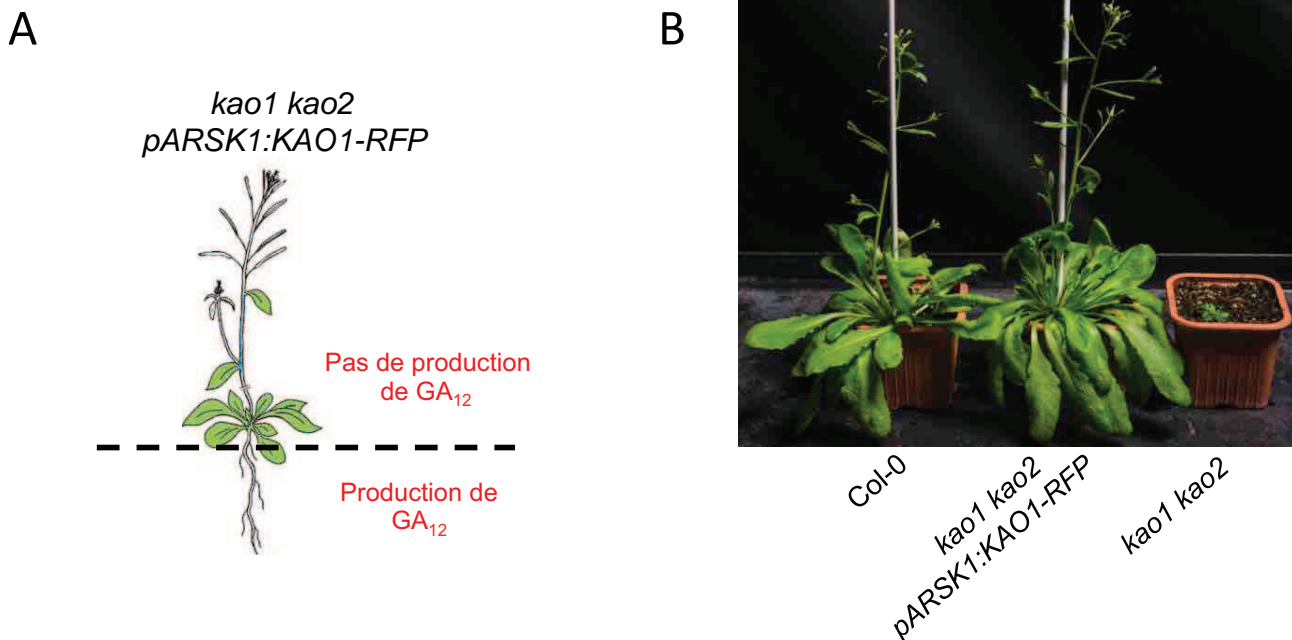 A
B
kao1 kao2
pARSK1:KAO1-RFP
Pas de production
de GA₁₂
Production de
GA₁₂
Col-0
kao1 kao2
pARSK1:KAO1-RFP
kao1 kao2